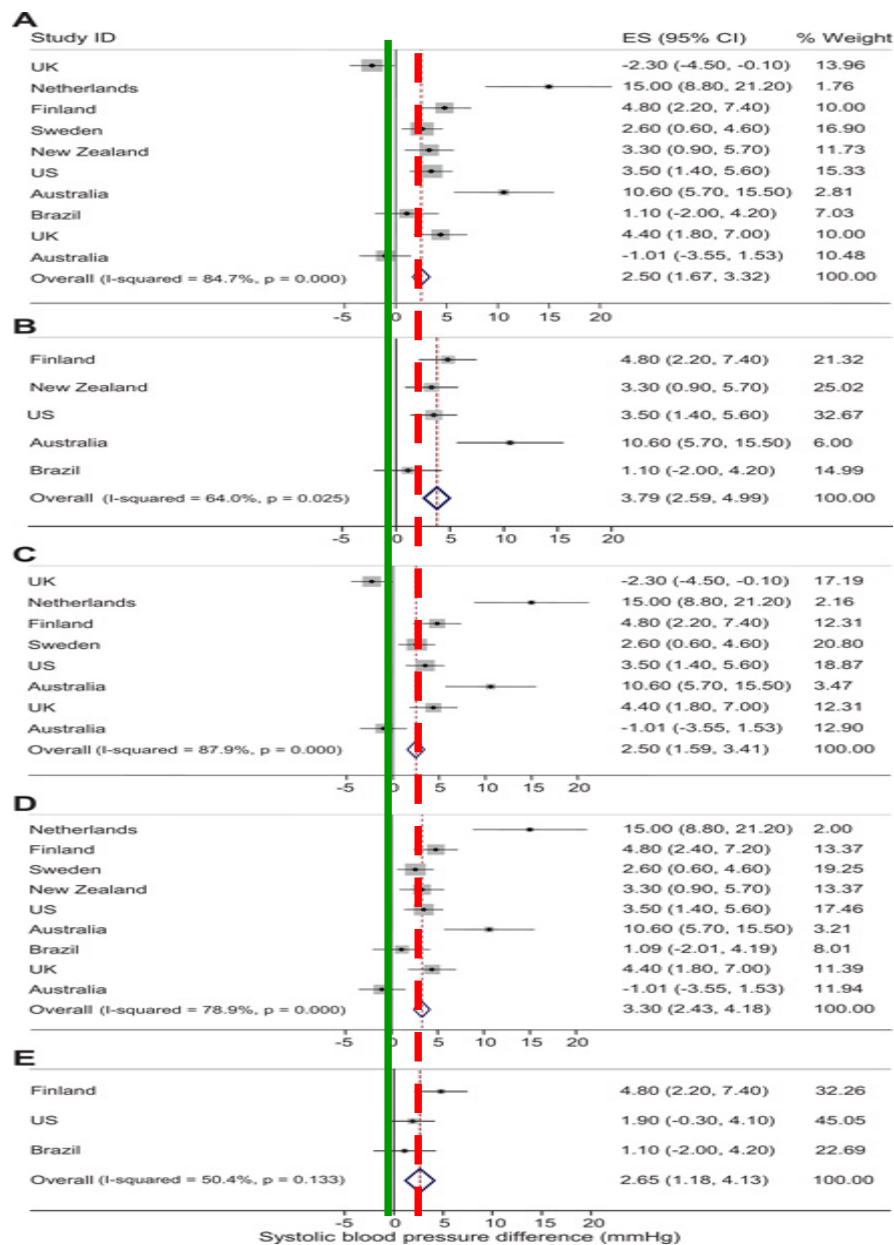 A
Study ID ES (95% CI) % Weight
UK -2.30 (-4.50, -0.10) 13.96
Netherlands 15.00 (8.80, 21.20) 1.76
Finland 4.80 (2.20, 7.40) 10.00
Sweden 2.60 (0.60, 4.60) 16.90
New Zealand 3.30 (0.90, 5.70) 11.73
US 3.50 (1.40, 5.60) 15.33
Australia 10.60 (5.70, 15.50) 2.81
Brazil 1.10 (-2.00, 4.20) 7.03
UK 4.40 (1.80, 7.00) 10.00
Australia -1.01 (-3.55, 1.53) 10.48
Overall (I-squared = 84.7%, p = 0.000) 2.50 (1.67, 3.32) 100.00
-5 0 5 10 15 20
B
Finland 4.80 (2.20, 7.40) 21.32
New Zealand 3.30 (0.90, 5.70) 25.02
US 3.50 (1.40, 5.60) 32.67
Australia 10.60 (5.70, 15.50) 6.00
Brazil 1.10 (-2.00, 4.20) 14.99
Overall (I-squared = 64.0%, p = 0.025) 3.79 (2.59, 4.99) 100.00
-5 0 5 10 15 20
C
UK -2.30 (-4.50, -0.10) 17.19
Netherlands 15.00 (8.80, 21.20) 2.16
Finland 4.80 (2.20, 7.40) 12.31
Sweden 2.60 (0.60, 4.60) 20.80
US 3.50 (1.40, 5.60) 18.87
Australia 10.60 (5.70, 15.50) 3.47
UK 4.40 (1.80, 7.00) 12.31
Australia -1.01 (-3.55, 1.53) 12.90
Overall (I-squared = 87.9%, p = 0.000) 2.50 (1.59, 3.41) 100.00
-5 0 5 10 15 20
D
Netherlands 15.00 (8.80, 21.20) 2.00
Finland 4.80 (2.40, 7.20) 13.37
Sweden 2.60 (0.60, 4.60) 19.25
New Zealand 3.30 (0.90, 5.70) 13.37
US 3.50 (1.40, 5.60) 17.46
Australia 10.60 (5.70, 15.50) 3.21
Brazil 1.09 (-2.01, 4.19) 8.01
UK 4.40 (1.80, 7.00) 11.39
Australia -1.01 (-3.55, 1.53) 11.94
Overall (I-squared = 78.9%, p = 0.000) 3.30 (2.43, 4.18) 100.00
-5 0 5 10 15 20
E
Finland 4.80 (2.20, 7.40) 32.26
US 1.90 (-0.30, 4.10) 45.05
Brazil 1.10 (-2.00, 4.20) 22.69
Overall (I-squared = 50.4%, p = 0.133) 2.65 (1.18, 4.13) 100.00
-5 0 5 10 15 20
Systolic blood pressure difference (mmHg)